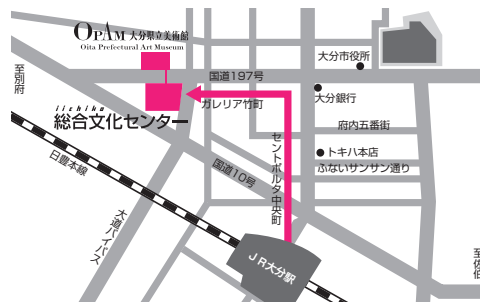 OPAM 大分県立美術館
Oita Prefectural Art Museum
大分市役所
至別府
国道197号
大分銀行
ガレリア竹町
iichiko
総合文化センター
府内五番街
トキハ本店
セントポルタ中央町
ふないサンサン通り
日豊本線
国道10号
大道バイパス
JR大分駅
至佐伯